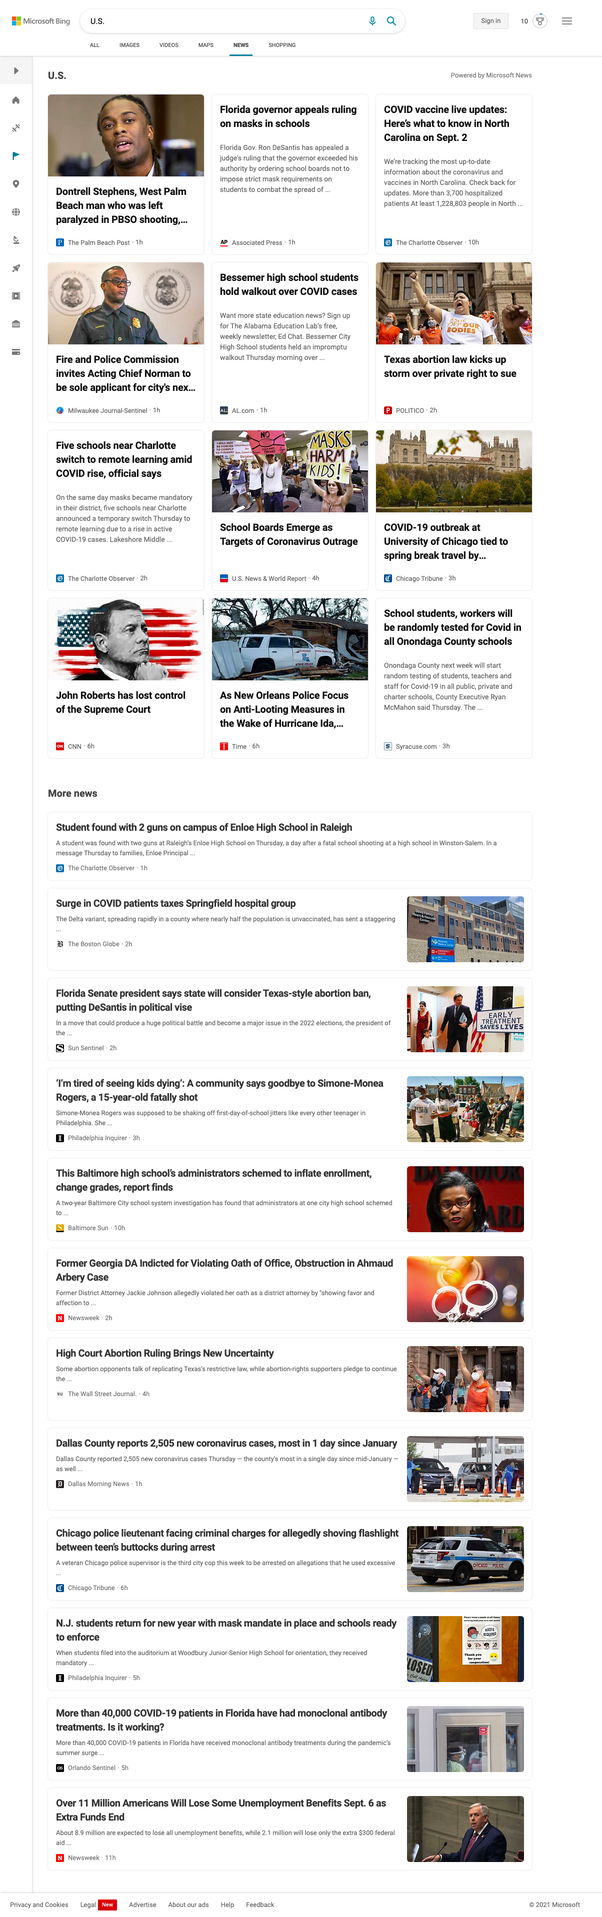 Microsoft Bing
U.S.
Sign in
10
ALL
IMAGES
VIDEOS
MAPS
NEWS
SHOPPING
U.S.
Powered by Microsoft News
Dontrell Stephens, West Palm
Beach man who was left
paralyzed in PBSO shooting,...
The Palm Beach Post · 1h
Florida governor appeals ruling
on masks in schools
Florida Gov. Ron DeSantis has appealed a
judge's ruling that the governor exceeded his
authority by ordering school boards not to
impose strict mask requirements on
students to combat the spread of ...
AP Associated Press · 1h
COVID vaccine live updates:
Here's what to know in North
Carolina on Sept. 2
We're tracking the most up-to-date
information about the coronavirus and
vaccines in North Carolina. Check back for
updates. More than 3,700 hospitalized
patients At least 1,228,803 people in North ...
The Charlotte Observer · 10h
Fire and Police Commission
invites Acting Chief Norman to
be sole applicant for city's nex...
Milwaukee Journal-Sentinel · 1h
Bessemer high school students
hold walkout over COVID cases
Want more state education news? Sign up
for The Alabama Education Lab's free,
weekly newsletter, Ed Chat. Bessemer City
High School students held an impromptu
walkout Thursday morning over ...
AL.com · 1h
OUR
BODIES
Texas abortion law kicks up
storm over private right to sue
POLITICO · 2h
Five schools near Charlotte
switch to remote learning amid
COVID rise, official says
On the same day masks became mandatory
in their district, five schools near Charlotte
announced a temporary switch Thursday to
remote learning due to a rise in active
COVID-19 cases. Lakeshore Middle ...
The Charlotte Observer · 2h
NO
MASKS
HARM
KIDS!
School Boards Emerge as
Targets of Coronavirus Outrage
U.S. News & World Report · 4h
COVID-19 outbreak at
University of Chicago tied to
spring break travel by...
Chicago Tribune · 3h
John Roberts has lost control
of the Supreme Court
CNN · 6h
As New Orleans Police Focus
on Anti-Looting Measures in
the Wake of Hurricane Ida,...
Time · 6h
School students, workers will
be randomly tested for Covid in
all Onondaga County schools
Onondaga County next week will start
random testing of students, teachers and
staff for Covid-19 in all public, private and
charter schools, County Executive Ryan
McMahon said Thursday. The ...
Syracuse.com · 3h
More news
Student found with 2 guns on campus of Enloe High School in Raleigh
A student was found with two guns at Raleigh's Enloe High School on Thursday, a day after a fatal school shooting at a high school in Winston-Salem. In a
message Thursday to families, Enloe Principal ...
The Charlotte Observer · 1h
Surge in COVID patients taxes Springfield hospital group
The Delta variant, spreading rapidly in a county where nearly half the population is unvaccinated, has sent a staggering
...
The Boston Globe · 2h
Florida Senate president says state will consider Texas-style abortion ban,
putting DeSantis in political vise
In a move that could produce a huge political battle and become a major issue in the 2022 elections, the president of
the ...
Sun Sentinel · 2h
EARLY
TREATMENT
SAVES LIVES
'I'm tired of seeing kids dying': A community says goodbye to Simone-Monea
Rogers, a 15-year-old fatally shot
Simone-Monea Rogers was supposed to be shaking off first-day-of-school jitters like every other teenager in
Philadelphia. She ...
Philadelphia Inquirer · 3h
This Baltimore high school's administrators schemed to inflate enrollment,
change grades, report finds
A two-year Baltimore City school system investigation has found that administrators at one city high school schemed
to ...
Baltimore Sun · 10h
Former Georgia DA Indicted for Violating Oath of Office, Obstruction in Ahmaud
Arbery Case
Former District Attorney Jackie Johnson allegedly violated her oath as a district attorney by "showing favor and
affection to ...
Newsweek · 2h
High Court Abortion Ruling Brings New Uncertainty
Some abortion opponents talk of replicating Texas's restrictive law, while abortion-rights supporters pledge to continue
the ...
The Wall Street Journal. · 4h
Dallas County reports 2,505 new coronavirus cases, most in 1 day since January
Dallas County reported 2,505 new coronavirus cases Thursday — the county's most in a single day since mid-January —
as well ...
Dallas Morning News · 1h
Chicago police lieutenant facing criminal charges for allegedly shoving flashlight
between teen's buttocks during arrest
A veteran Chicago police supervisor is the third city cop this week to be arrested on allegations that he used excessive
...
Chicago Tribune · 6h
CHICAGO POLICE
N.J. students return for new year with mask mandate in place and schools ready
to enforce
When students filed into the auditorium at Woodbury Junior-Senior High School for orientation, they received
mandatory ...
Philadelphia Inquirer · 5h
LOSED
Thank you
More than 40,000 COVID-19 patients in Florida have had monoclonal antibody
treatments. Is it working?
More than 40,000 COVID-19 patients in Florida have received monoclonal antibody treatments during the pandemic's
summer surge ...
Orlando Sentinel · 5h
Over 11 Million Americans Will Lose Some Unemployment Benefits Sept. 6 as
Extra Funds End
About 8.9 million are expected to lose all unemployment benefits, while 2.1 million will lose only the extra $300 federal
aid ...
Newsweek · 11h
Privacy and Cookies
Legal
New
Advertise
About our ads
Help
Feedback
© 2021 Microsoft